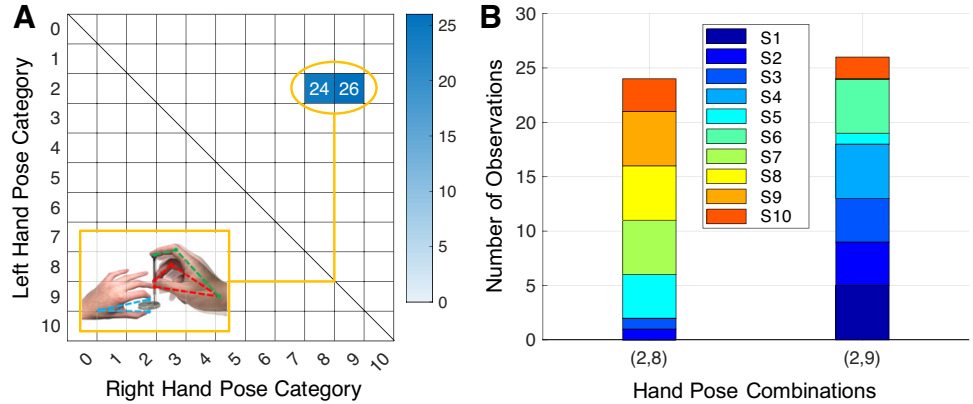 A
Left Hand Pose Category
0
1
2
3
4
5
6
7
8
9
10
24 26
0 1 2 3 4 5 6 7 8 9 10
Right Hand Pose Category
25
20
15
10
5
0
B
Number of Observations
30
25
20
15
10
5
0
S1
S2
S3
S4
S5
S6
S7
S8
S9
S10
(2,8) (2,9)
Hand Pose Combinations